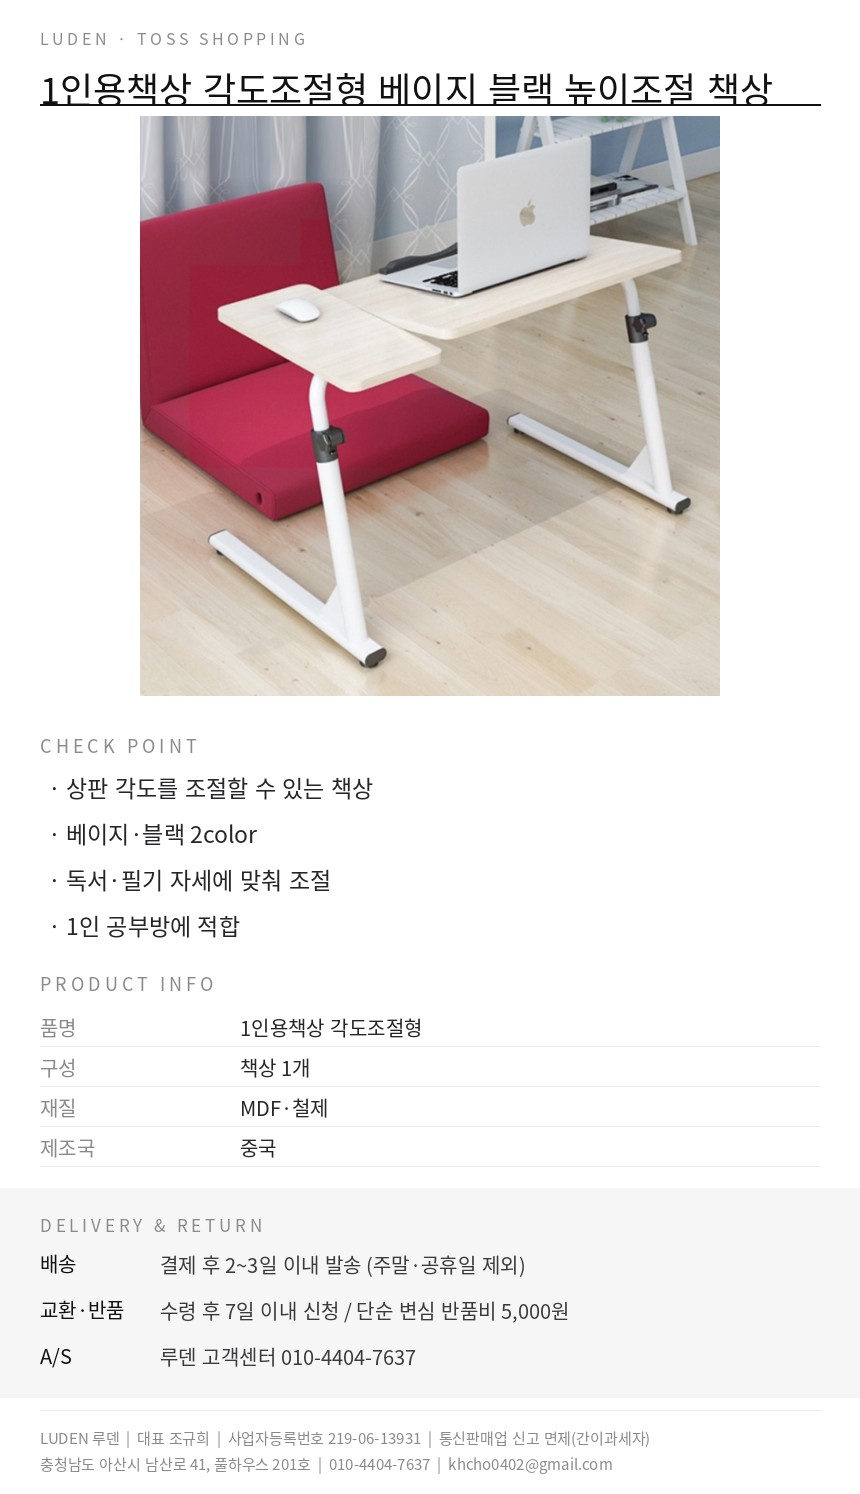 LUDEN · TOSS SHOPPING
1인용책상 각도조절형 베이지 블랙 높이조절 책상
CHECK POINT
· 상판 각도를 조절할 수 있는 책상
· 베이지·블랙 2color
· 독서·필기 자세에 맞춰 조절
· 1인 공부방에 적합
PRODUCT INFO
품명 1인용책상 각도조절형
구성 책상 1개
재질 MDF·철제
제조국 중국
DELIVERY & RETURN
배송 결제 후 2~3일 이내 발송 (주말·공휴일 제외)
교환·반품 수령 후 7일 이내 신청 / 단순 변심 반품비 5,000원
A/S 루덴 고객센터 010-4404-7637
LUDEN 루덴 | 대표 조규희 | 사업자등록번호 219-06-13931 | 통신판매업 신고 면제(간이과세자)
충청남도 아산시 남산로 41, 풀하우스 201호 | 010-4404-7637 | khcho0402@gmail.com